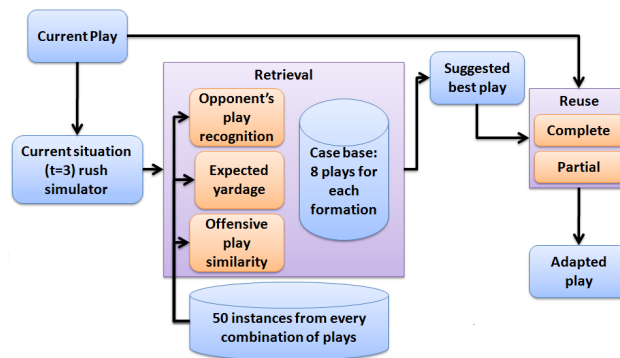 Current Play
Retrieval
Opponent's
play
recognition
Expected
yardage
Offensive
play
similarity
Case base:
8 plays for
each
formation
Suggested
best play
Reuse
Complete
Partial
Current situation
(t=3) rush
simulator
Adapted
play
50 instances from every
combination of plays